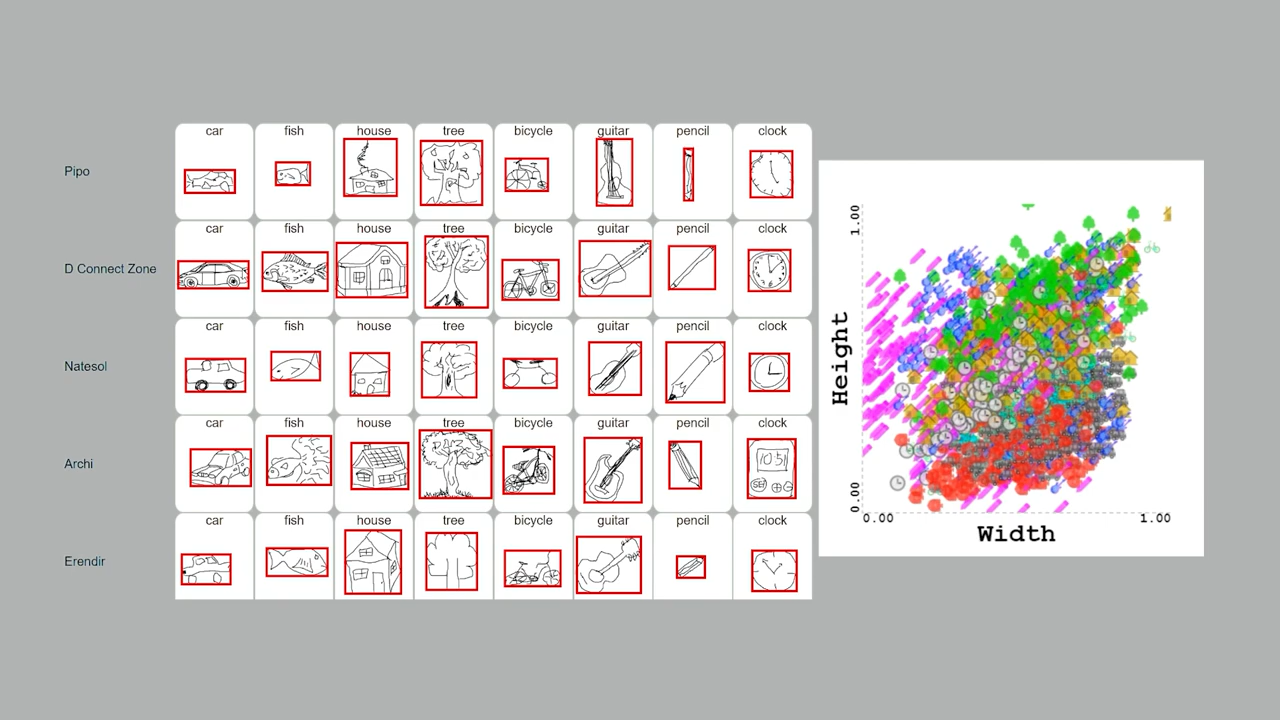 car fish house tree bicycle guitar pencil clock
Pipo
car fish house tree bicycle guitar pencil clock
D Connect Zone
car fish house tree bicycle guitar pencil clock
Natesol
car fish house tree bicycle guitar pencil clock
Archi
10:51
car fish house tree bicycle guitar pencil clock
Erendir
1.00
Height
0.00
0.00 1.00
Width